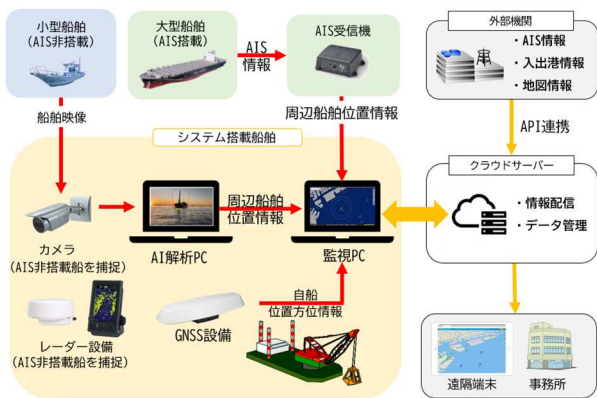 小型船舶
(AIS非搭載)
大型船舶
(AIS搭載)
AIS
情報
AIS受信機
外部機関
・AIS情報
・入出港情報
・地図情報
船舶映像
周辺船舶位置情報
API連携
システム搭載船舶
クラウドサーバー
周辺船舶
位置情報
・情報配信
・データ管理
カメラ
(AIS非搭載船を捕捉)
AI解析PC
監視PC
自船
位置方位情報
GNSS設備
レーダー設備
(AIS非搭載船を捕捉)
遠隔端末
事務所